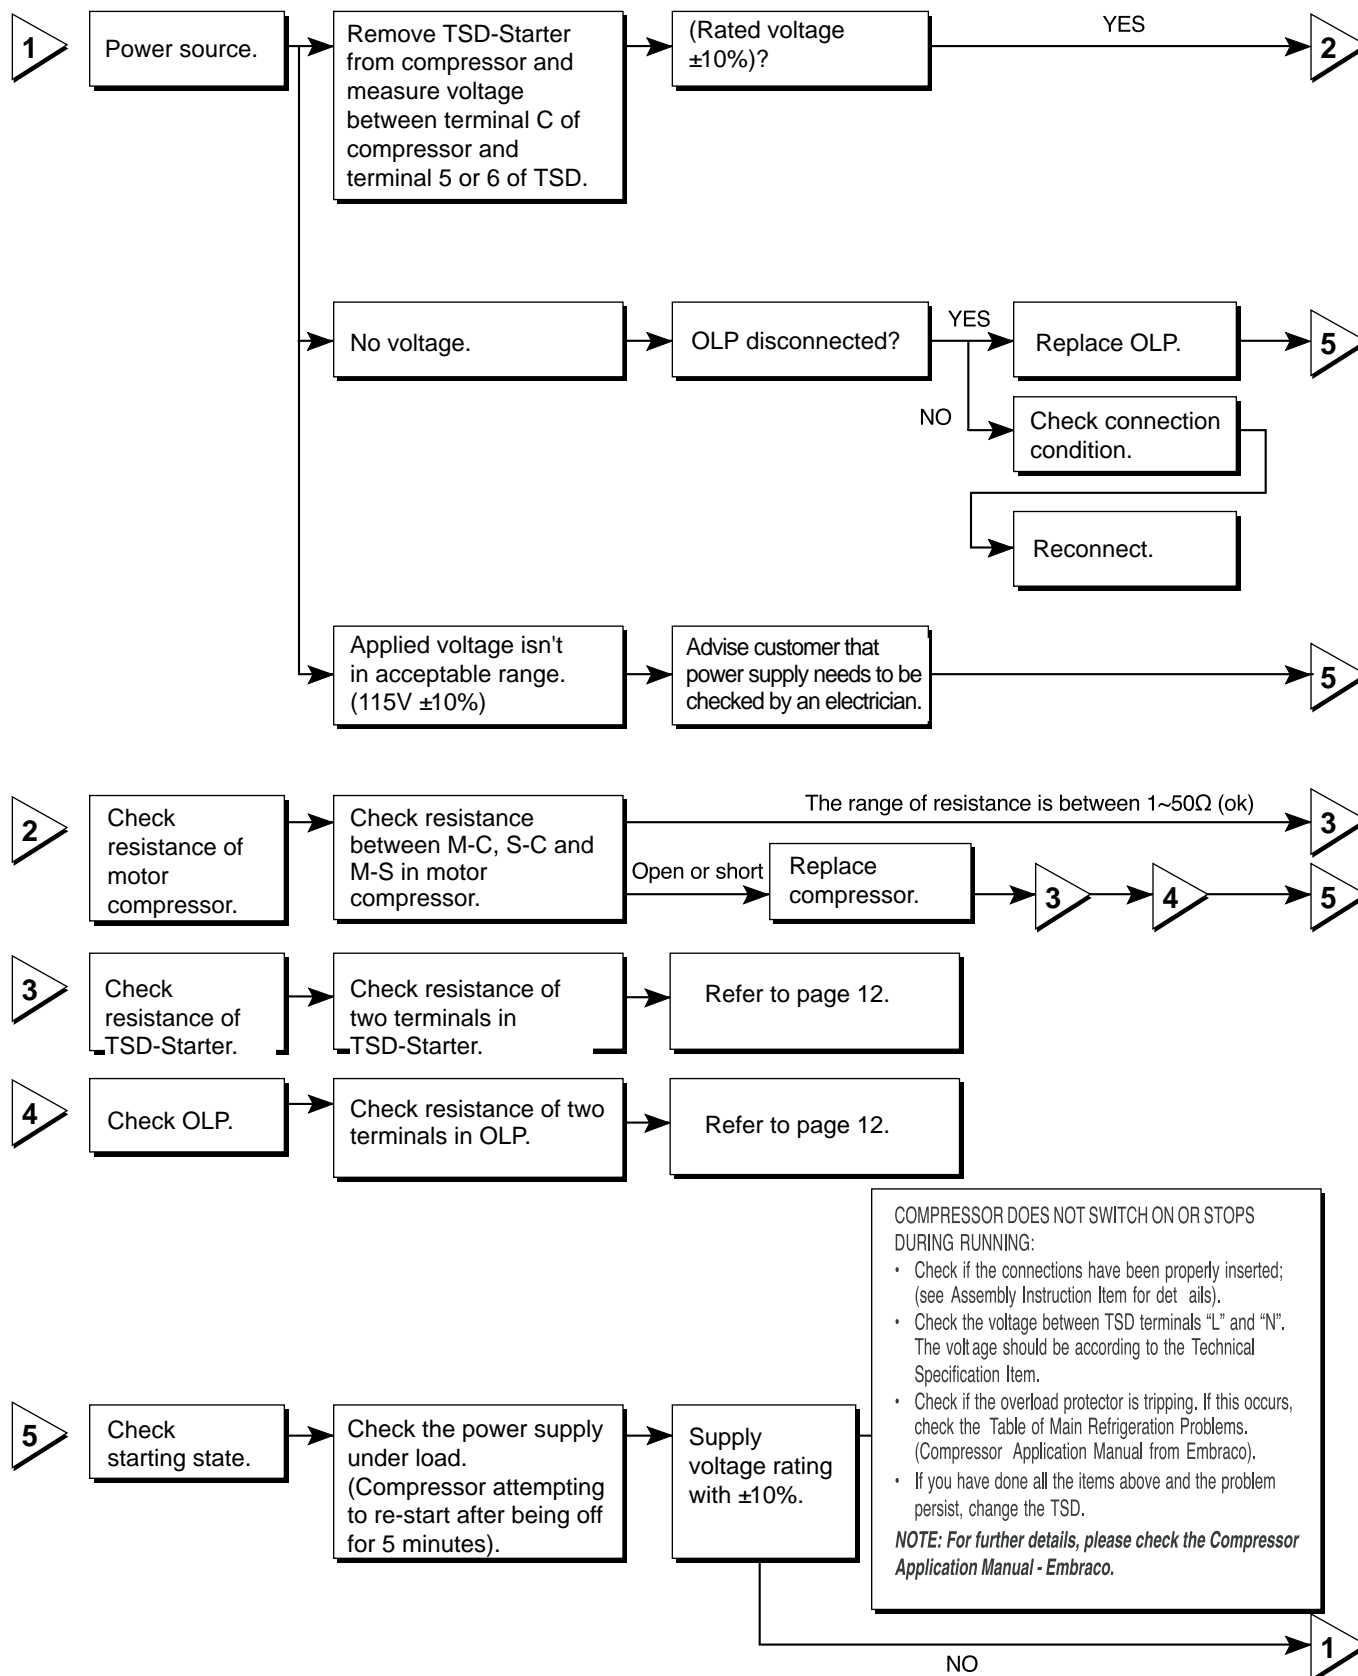 1
Power source.
Remove TSD-Starter
from compressor and
measure voltage
between terminal C of
compressor and
terminal 5 or 6 of TSD.
(Rated voltage
±10%)?
YES
2
No voltage.
OLP disconnected?
YES
Replace OLP.
5
NO
Check connection
condition.
Reconnect.
Applied voltage isn't
in acceptable range.
(115V ±10%)
Advise customer that
power supply needs to be
checked by an electrician.
5
2
Check
resistance of
motor
compressor.
Check resistance
between M-C, S-C and
M-S in motor
compressor.
The range of resistance is between 1~50Ω (ok)
3
Open or short
Replace
compressor.
3
4
5
3
Check
resistance of
TSD-Starter.
Check resistance of
two terminals in
TSD-Starter.
Refer to page 12.
4
Check OLP.
Check resistance of two
terminals in OLP.
Refer to page 12.
5
Check
starting state.
Check the power supply
under load.
(Compressor attempting
to re-start after being off
for 5 minutes).
Supply
voltage rating
with ±10%.
COMPRESSOR DOES NOT SWITCH ON OR STOPS
DURING RUNNING:
• Check if the connections have been properly inserted;
(see Assembly Instruction Item for det ails).
• Check the voltage between TSD terminals “L” and “N”.
The voltage should be according to the Technical
Specification Item.
• Check if the overload protector is tripping. If this occurs,
check the Table of Main Refrigeration Problems.
(Compressor Application Manual from Embraco).
• If you have done all the items above and the problem
persist, change the TSD.
NOTE: For further details, please check the Compressor
Application Manual - Embraco.
NO
1